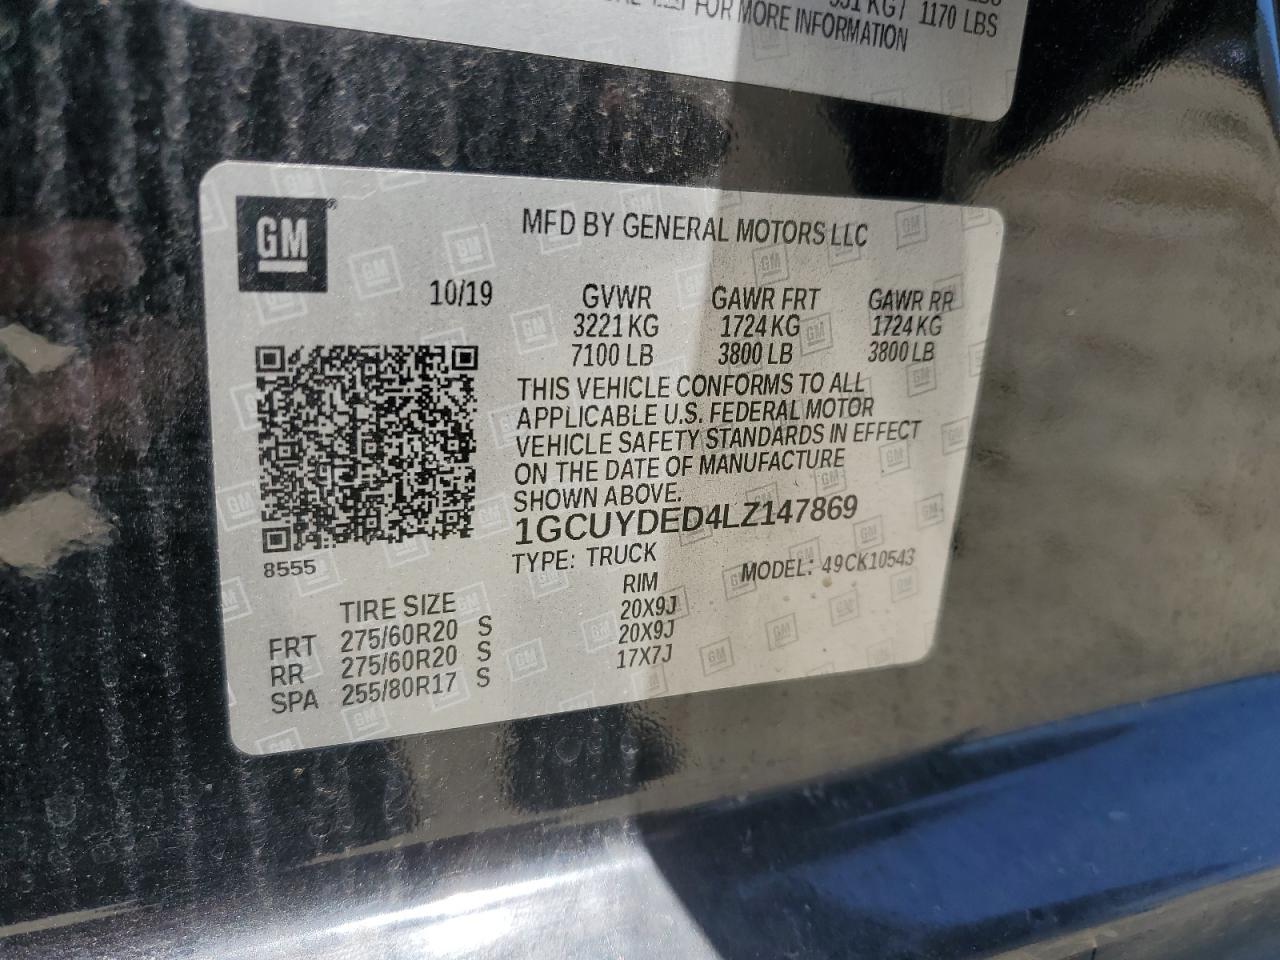 1170 LBS
FOR MORE INFORMATION
GM
MFD BY GENERAL MOTORS LLC
10/19
GVWR GAWR FRT GAWR RR
3221 KG 1724 KG 1724 KG
7100 LB 3800 LB 3800 LB
THIS VEHICLE CONFORMS TO ALL
APPLICABLE U.S. FEDERAL MOTOR
VEHICLE SAFETY STANDARDS IN EFFECT
ON THE DATE OF MANUFACTURE
SHOWN ABOVE.
1GCUYDED4LZ147869
8555
TYPE: TRUCK MODEL: 49CK10543
TIRE SIZE RIM
FRT 275/60R20 S 20X9J
RR 275/60R20 S 20X9J
SPA 255/80R17 S 17X7J